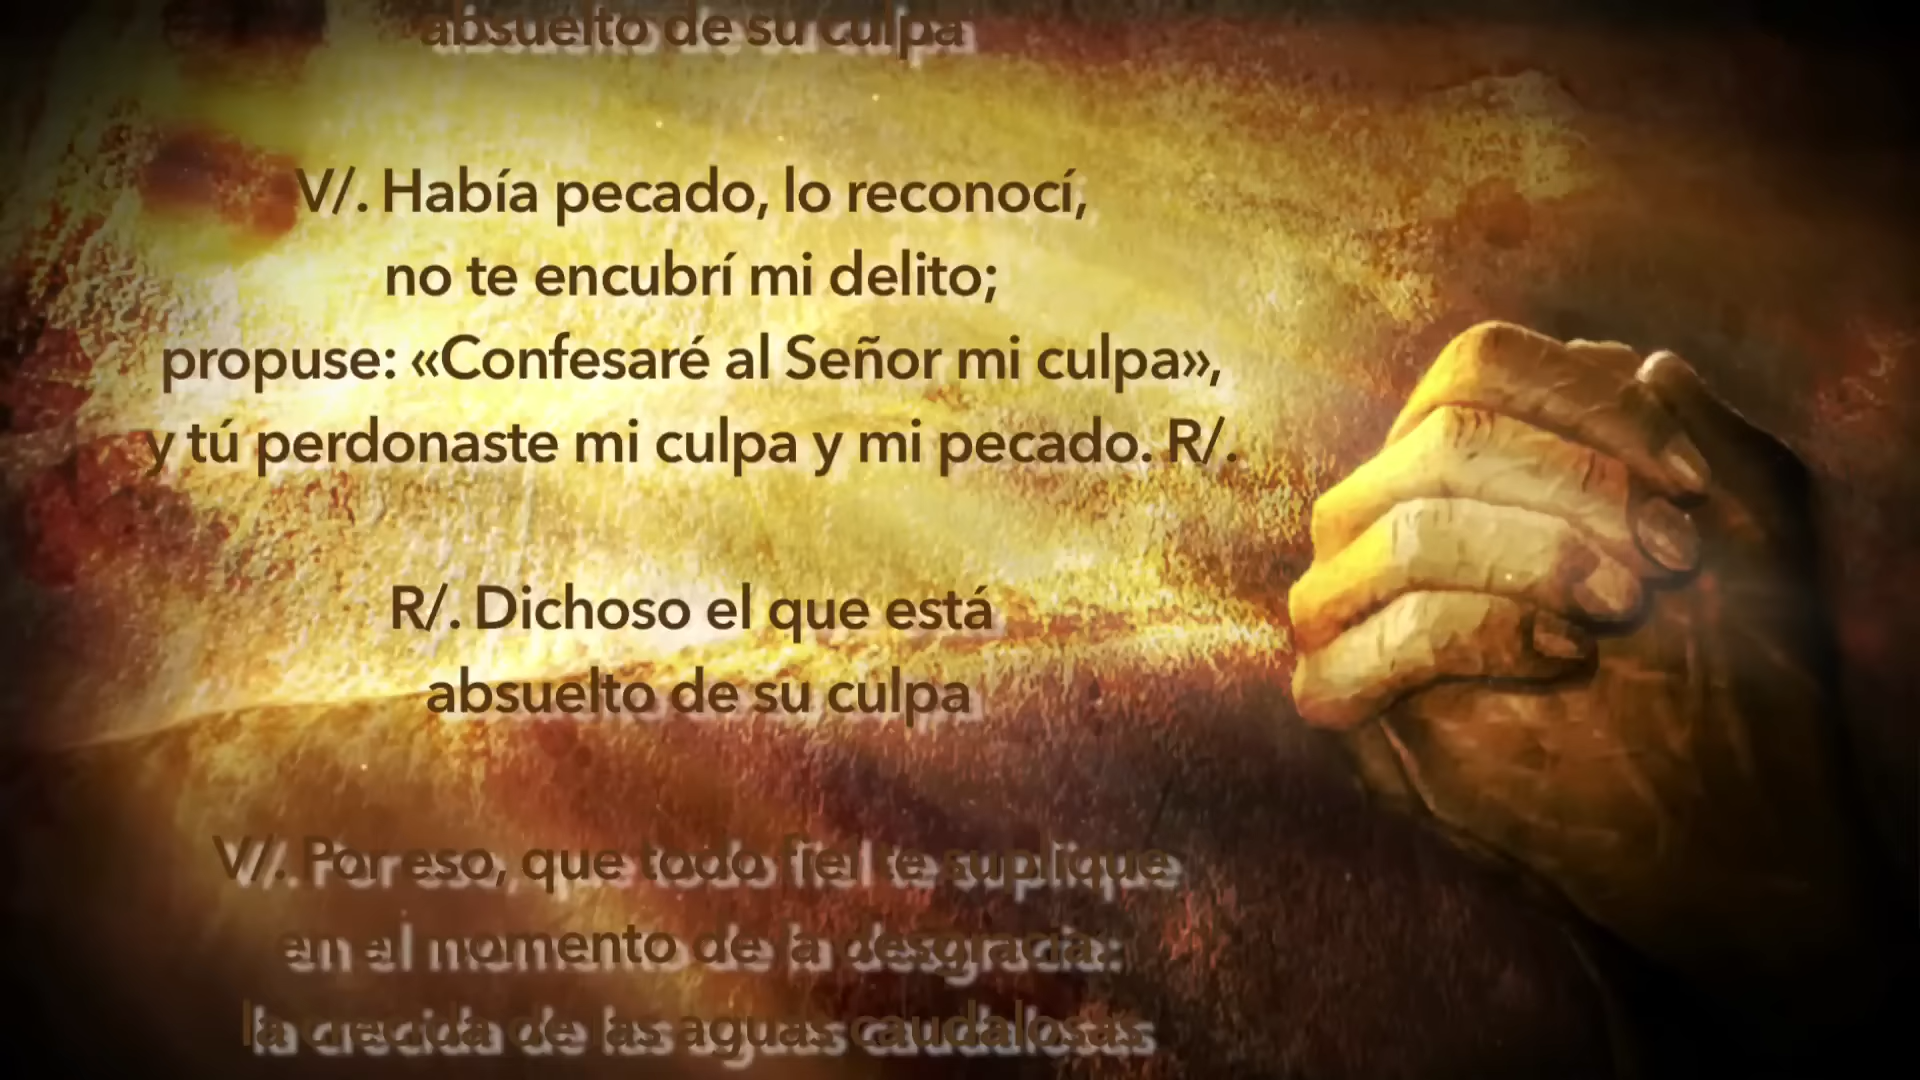 absuelto de su culpa
V/. Había pecado, lo reconocí,
no te encubrí mi delito;
propuse: «Confesaré al Señor mi culpa»,
y tú perdonaste mi culpa y mi pecado. R/.
R/. Dichoso el que está
absuelto de su culpa
V/. Por eso, que todo fiel te suplique
en el momento de la desgracia:
la crecida de las aguas caudalosas